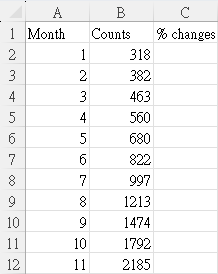 A B C
1 Month Counts % changes
2 1 318
3 2 382
4 3 463
5 4 560
6 5 680
7 6 822
8 7 997
9 8 1213
10 9 1474
11 10 1792
12 11 2185